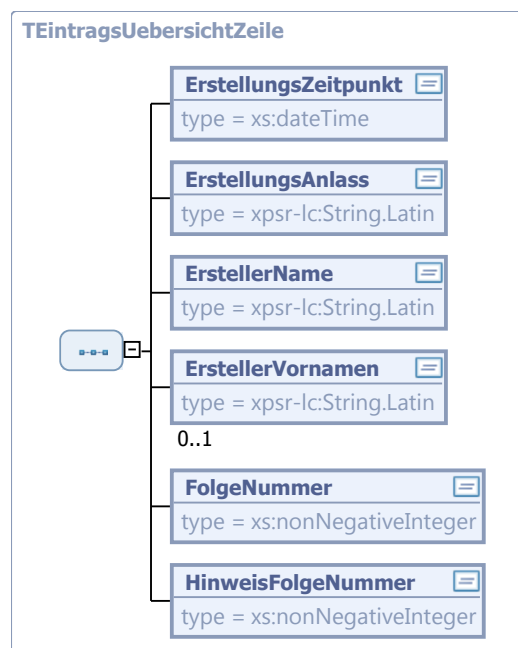 TEintragsUebersichtZeile
ErstellungsZeitpunkt
type = xs:dateTime
ErstellungsAnlass
type = xpsr-lc:String.Latin
ErstellerName
type = xpsr-lc:String.Latin
ErstellerVornamen
type = xpsr-lc:String.Latin
0..1
FolgeNummer
type = xs:nonNegativeInteger
HinweisFolgeNummer
type = xs:nonNegativeInteger